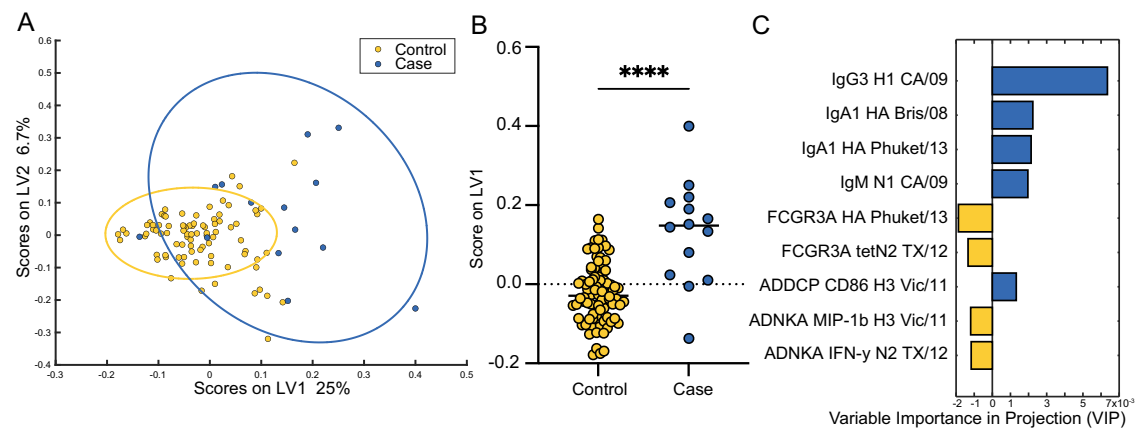 A
Control
Case
0.6
0.5
0.4
0.3
0.2
0.1
0
-0.1
-0.2
-0.3
-0.4
Scores on LV2 6.7%
-0.3
-0.2
-0.1
0
0.1
0.2
0.3
0.4
0.5
Scores on LV1 25%
B
****
0.6
0.4
0.2
0.0
-0.2
Score on LV1
Control
Case
C
IgG3 H1 CA/09
IgA1 HA Bris/08
IgA1 HA Phuket/13
IgM N1 CA/09
FCGR3A HA Phuket/13
FCGR3A tetN2 TX/12
ADDCP CD86 H3 Vic/11
ADNKA MIP-1b H3 Vic/11
ADNKA IFN-y N2 TX/12
-2 -1 0 1 3 5 7x10-3
Variable Importance in Projection (VIP)